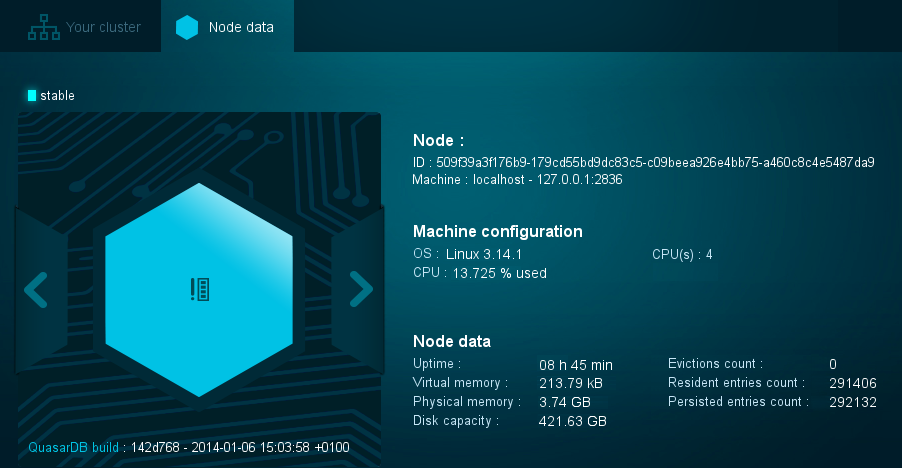 Your cluster
Node data
stable
Node :
ID : 509f39a3f176b9-179cd55bd9dc83c5-c09beea926e4bb75-a460c8c4e5487da9
Machine : localhost - 127.0.0.1:2836
Machine configuration
OS : Linux 3.14.1 CPU(s) : 4
CPU : 13.725 % used
Node data
Uptime : 08 h 45 min Evictions count : 0
Virtual memory : 213.79 kB Resident entries count : 291406
Physical memory : 3.74 GB Persisted entries count : 292132
Disk capacity : 421.63 GB
QuasarDB build : 142d768 - 2014-01-06 15:03:58 +0100